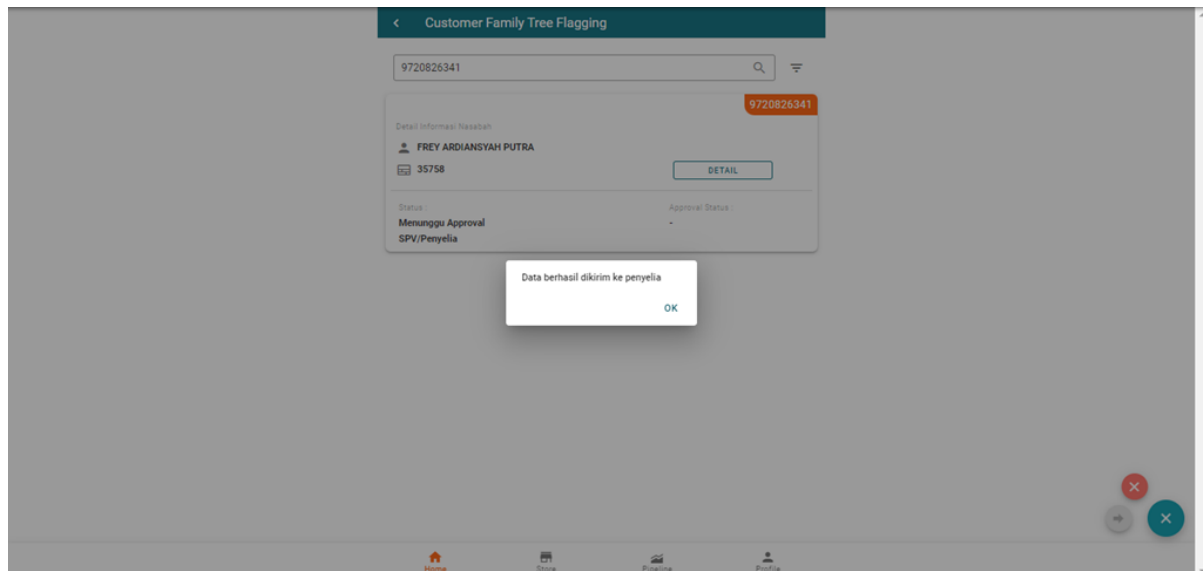 Customer Family Tree Flagging
9720826341
9720826341
Detail Informasi Nasabah
FREY ARDIANSYAH PUTRA
35758
DETAIL
Status :
Approval Status :
Menunggu Approval
-
SPV/Penyelia
Data berhasil dikirim ke penyelia
OK
Home
Store
Pipeline
Profile